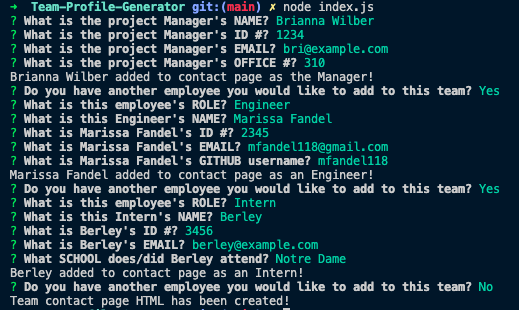 → Team-Profile-Generator git:(main) ✗ node index.js
? What is the project Manager's NAME? Brianna Wilber
? What is the project Manager's ID #? 1234
? What is the project Manager's EMAIL? bri@example.com
? What is the project Manager's OFFICE #? 310
Brianna Wilber added to contact page as the Manager!
? Do you have another employee you would like to add to this team? Yes
? What is this employee's ROLE? Engineer
? What is this Engineer's NAME? Marissa Fandel
? What is Marissa Fandel's ID #? 2345
? What is Marissa Fandel's EMAIL? mfandel118@gmail.com
? What is Marissa Fandel's GITHUB username? mfandel118
Marissa Fandel added to contact page as an Engineer!
? Do you have another employee you would like to add to this team? Yes
? What is this employee's ROLE? Intern
? What is this Intern's NAME? Berley
? What is Berley's ID #? 3456
? What is Berley's EMAIL? berley@example.com
? What SCHOOL does/did Berley attend? Notre Dame
Berley added to contact page as an Intern!
? Do you have another employee you would like to add to this team? No
Team contact page HTML has been created!